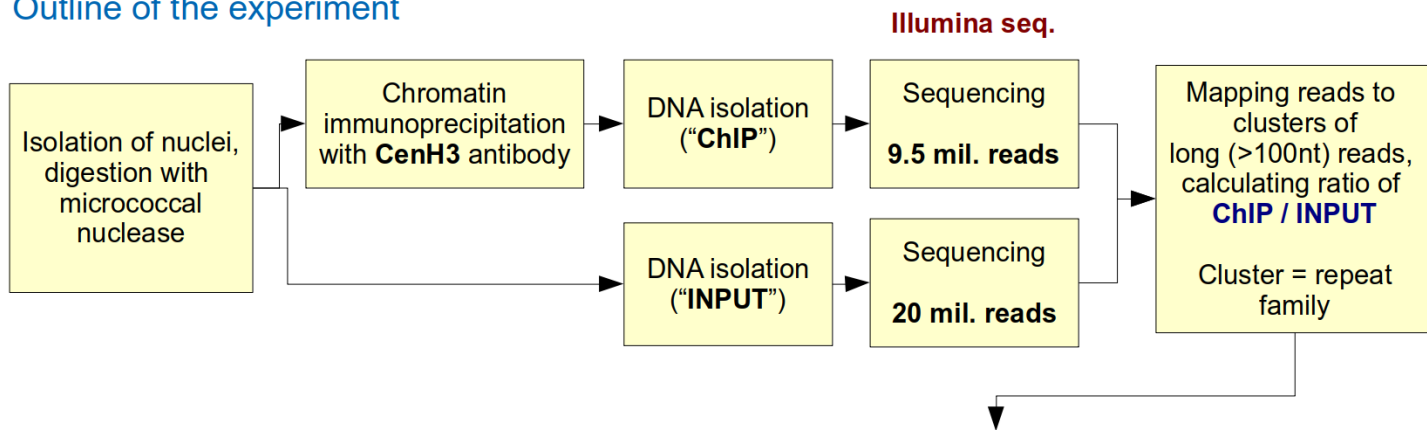 Outline of the experiment
Illumina seq.
Isolation of nuclei,
digestion with
micrococcal
nuclease
Chromatin
immunoprecipitation
with CenH3 antibody
DNA isolation
(“ChIP”)
Sequencing
9.5 mil. reads
DNA isolation
(“INPUT”)
Sequencing
20 mil. reads
Mapping reads to
clusters of
long (>100nt) reads,
calculating ratio of
ChIP / INPUT
Cluster = repeat
family